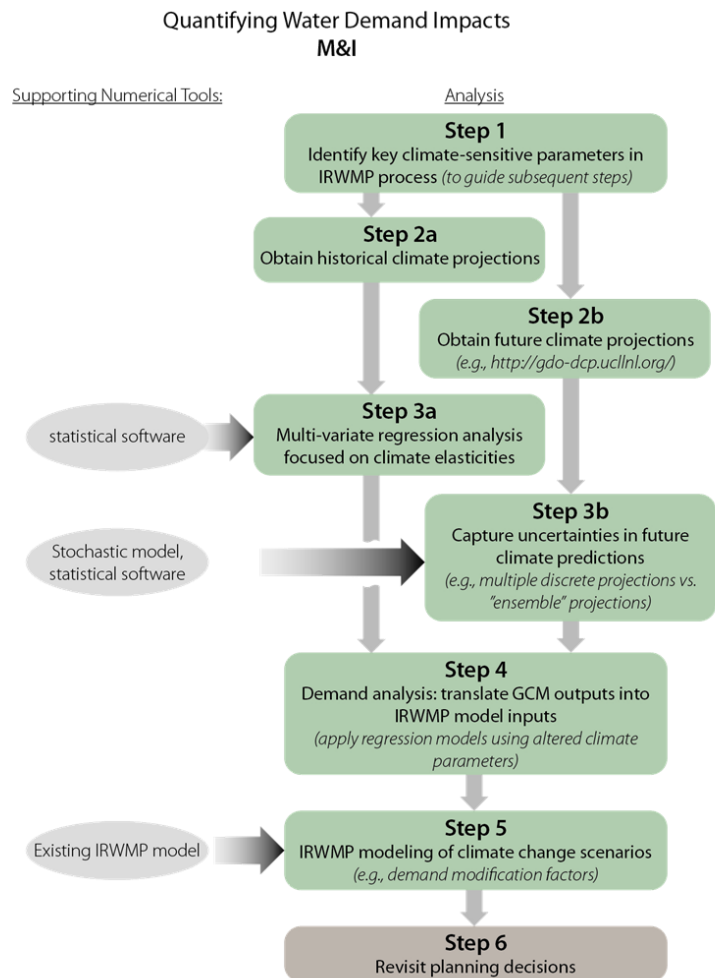 Quantifying Water Demand Impacts
M&I
Supporting Numerical Tools:
Analysis
Step 1
Identify key climate-sensitive parameters in
IRWMP process (to guide subsequent steps)
Step 2a
Obtain historical climate projections
Step 2b
Obtain future climate projections
(e.g., http://gdo-dcp.ucllnl.org/)
statistical software
Step 3a
Multi-variate regression analysis
focused on climate elasticities
Stochastic model,
statistical software
Step 3b
Capture uncertainties in future
climate predictions
(e.g., multiple discrete projections vs.
"ensemble" projections)
Step 4
Demand analysis: translate GCM outputs into
IRWMP model inputs
(apply regression models using altered climate
parameters)
Existing IRWMP model
Step 5
IRWMP modeling of climate change scenarios
(e.g., demand modification factors)
Step 6
Revisit planning decisions